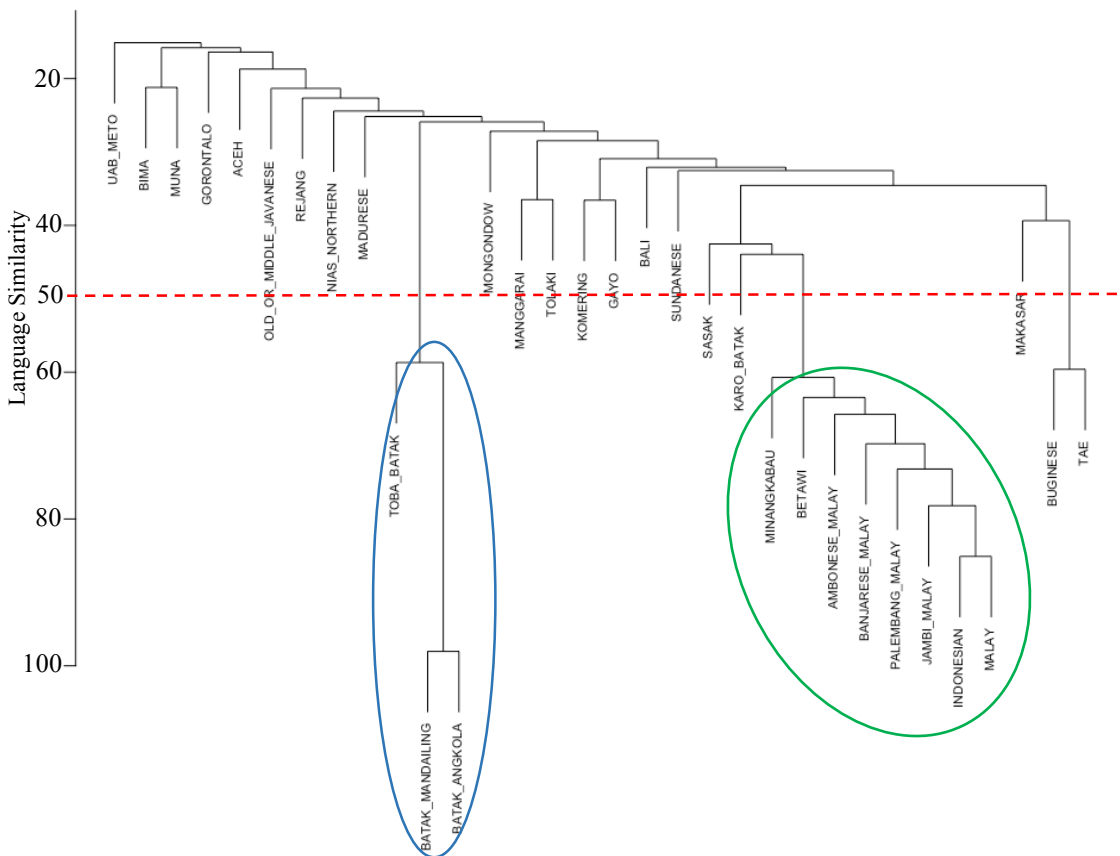 Language Similarity
20
40
50
60
80
100
UAB_METO
BIMA
MUNA
GORONTALO
ACEH
OLD_OR_MIDDLE_JAVANESE
REJANG
NIAS_NORTHERN
MADURESE
TOBA_BATAK
BATAK_MANDAILING
BATAK_ANGKOLA
MONGONDOW
MANGGARAI
TOLAKI
KOMERING
GAYO
BALI
SUNDANESE
SASAK
KARO_BATAK
MINANGKABAU
BETAWI
AMBONESE_MALAY
BANJARESE_MALAY
PALEMBANG_MALAY
JAMBI_MALAY
INDONESIAN
MALAY
MAKASAR
BUGINESE
TAE